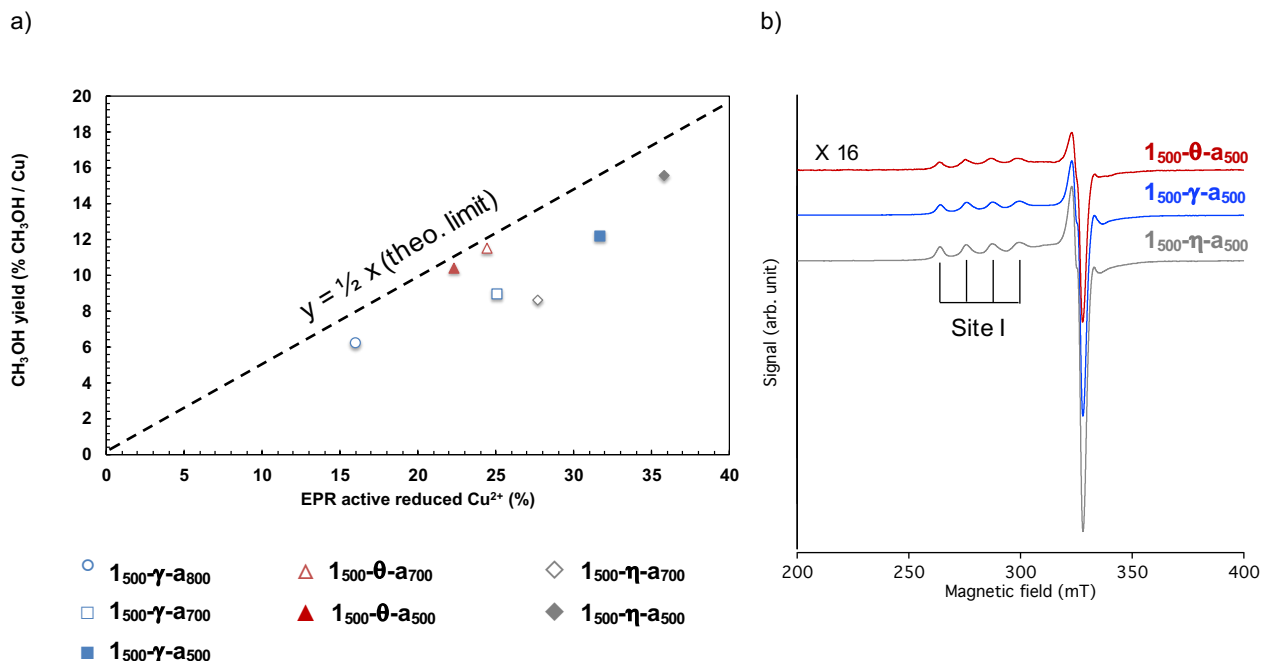 a)
CH₃OH yield (% CH₃OH / Cu)
20
18
16
14
12
10
8
6
4
2
0
y = ½ x (theo. limit)
0 5 10 15 20 25 30 35 40
EPR active reduced Cu²⁺ (%)
1₅₀₀-γ-a₈₀₀
1₅₀₀-γ-a₇₀₀
1₅₀₀-γ-a₅₀₀
1₅₀₀-θ-a₇₀₀
1₅₀₀-θ-a₅₀₀
1₅₀₀-η-a₇₀₀
1₅₀₀-η-a₅₀₀
b)
Signal (arb. unit)
X 16
1₅₀₀-θ-a₅₀₀
1₅₀₀-γ-a₅₀₀
1₅₀₀-η-a₅₀₀
Site I
200 250 300 350 400
Magnetic field (mT)